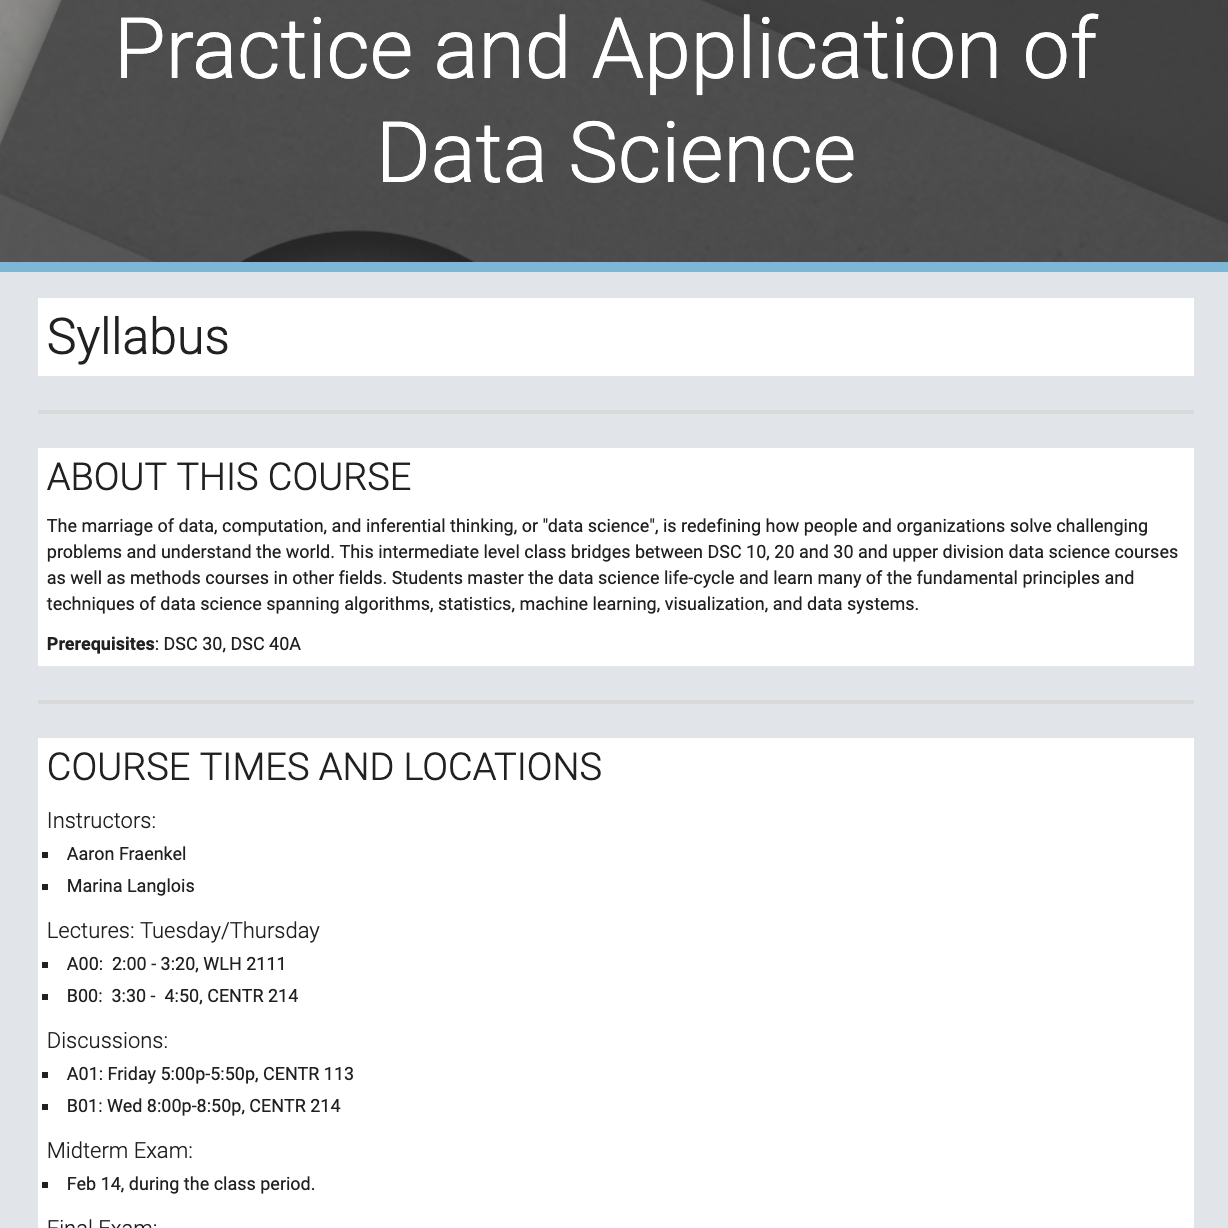 Practice and Application of
Data Science
Syllabus
ABOUT THIS COURSE
The marriage of data, computation, and inferential thinking, or "data science", is redefining how people and organizations solve challenging
problems and understand the world. This intermediate level class bridges between DSC 10, 20 and 30 and upper division data science courses
as well as methods courses in other fields. Students master the data science life-cycle and learn many of the fundamental principles and
techniques of data science spanning algorithms, statistics, machine learning, visualization, and data systems.
Prerequisites: DSC 30, DSC 40A
COURSE TIMES AND LOCATIONS
Instructors:
▪ Aaron Fraenkel
▪ Marina Langlois
Lectures: Tuesday/Thursday
▪ A00:  2:00 - 3:20, WLH 2111
▪ B00:  3:30 -  4:50, CENTR 214
Discussions:
▪ A01: Friday 5:00p-5:50p, CENTR 113
▪ B01: Wed 8:00p-8:50p, CENTR 214
Midterm Exam:
▪ Feb 14, during the class period.
Final Exam: